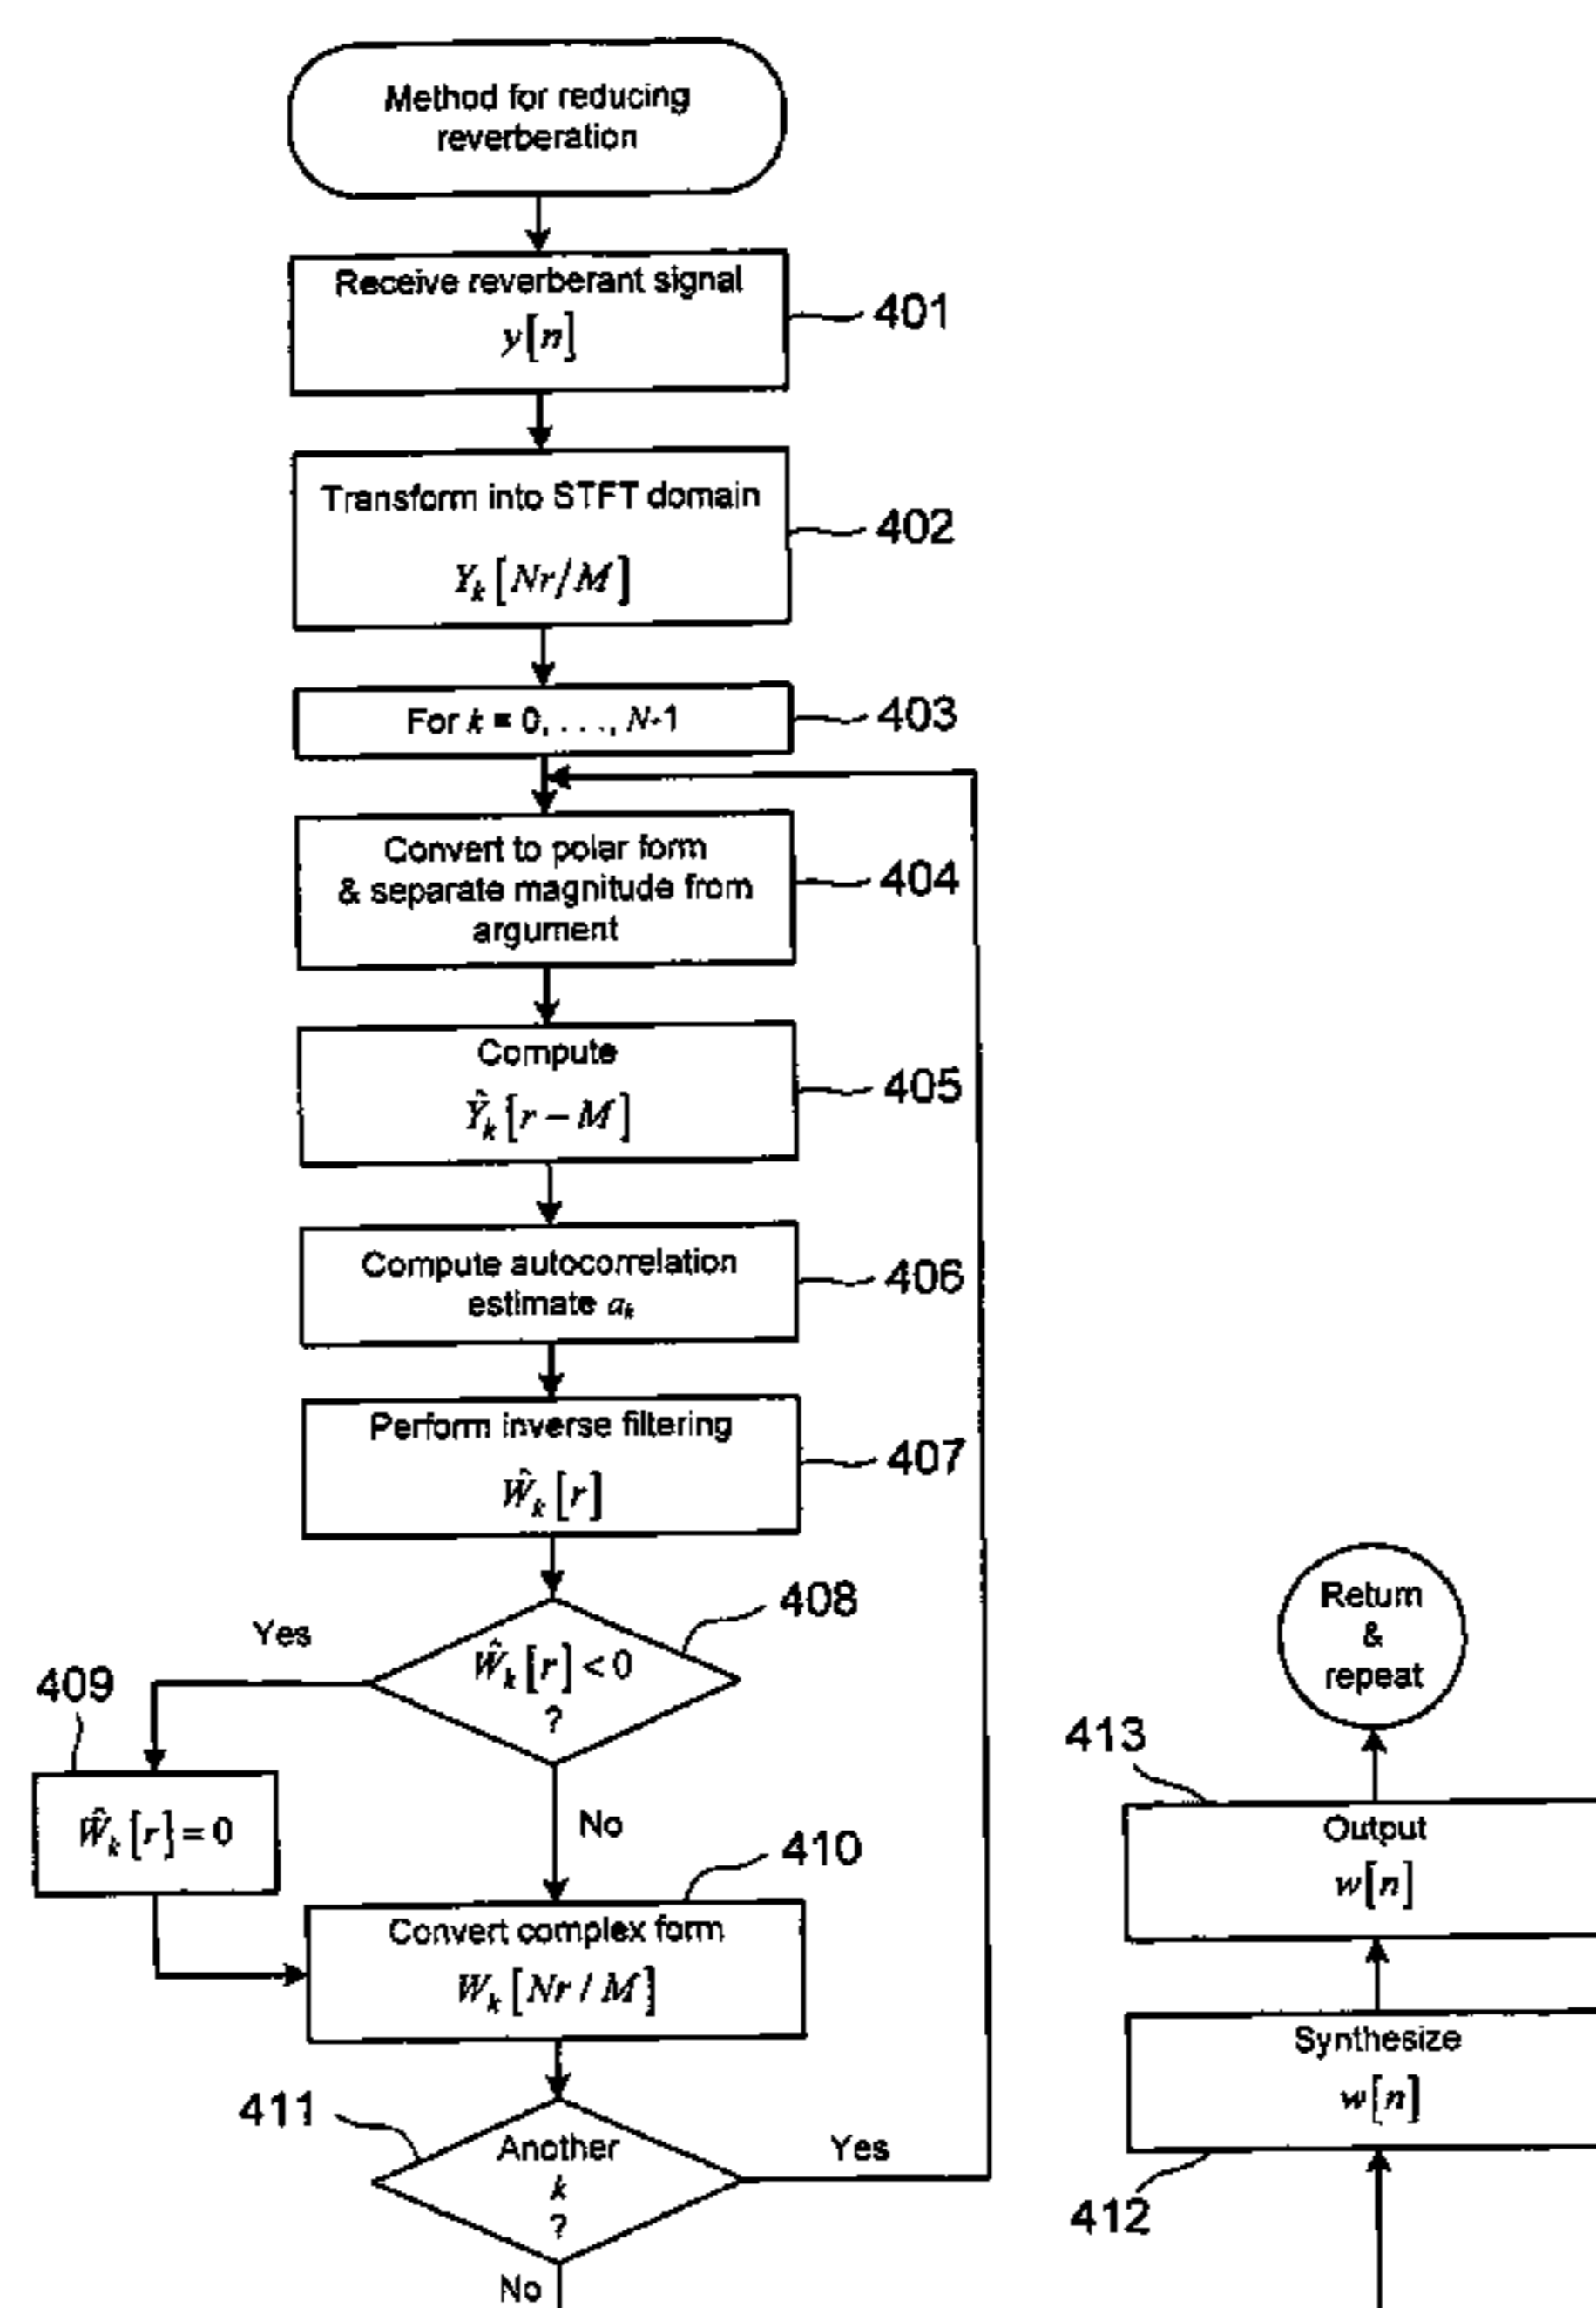 Method for reducing
reverberation
Receive reverberant signal
y[n]
401
Transform into STFT domain
Y_k[Nr/M]
402
For k = 0, . . ., N-1
403
Convert to polar form
& separate magnitude from
argument
404
Compute
Ŷ_k[r − M]
405
Compute autocorrelation
estimate a_k
406
Perform inverse filtering
Ŵ_k[r]
407
Ŵ_k[r] < 0
?
408
Yes
No
409
Ŵ_k[r] = 0
Convert complex form
W_k[Nr / M]
410
Another
k
?
411
Yes
No
Synthesize
w[n]
412
Output
w[n]
413
Return
&
repeat